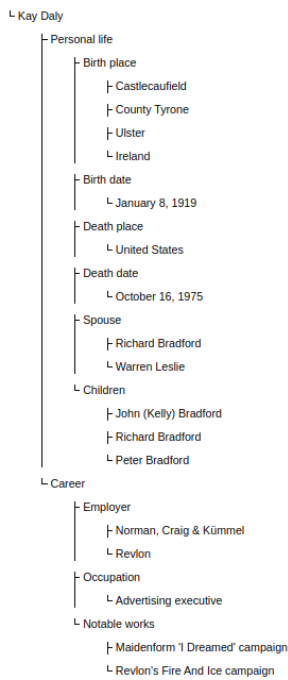 Kay Daly
Personal life
Birth place
Castlecaufield
County Tyrone
Ulster
Ireland
Birth date
January 8, 1919
Death place
United States
Death date
October 16, 1975
Spouse
Richard Bradford
Warren Leslie
Children
John (Kelly) Bradford
Richard Bradford
Peter Bradford
Career
Employer
Norman, Craig & Kümmel
Revlon
Occupation
Advertising executive
Notable works
Maidenform 'I Dreamed' campaign
Revlon's Fire And Ice campaign